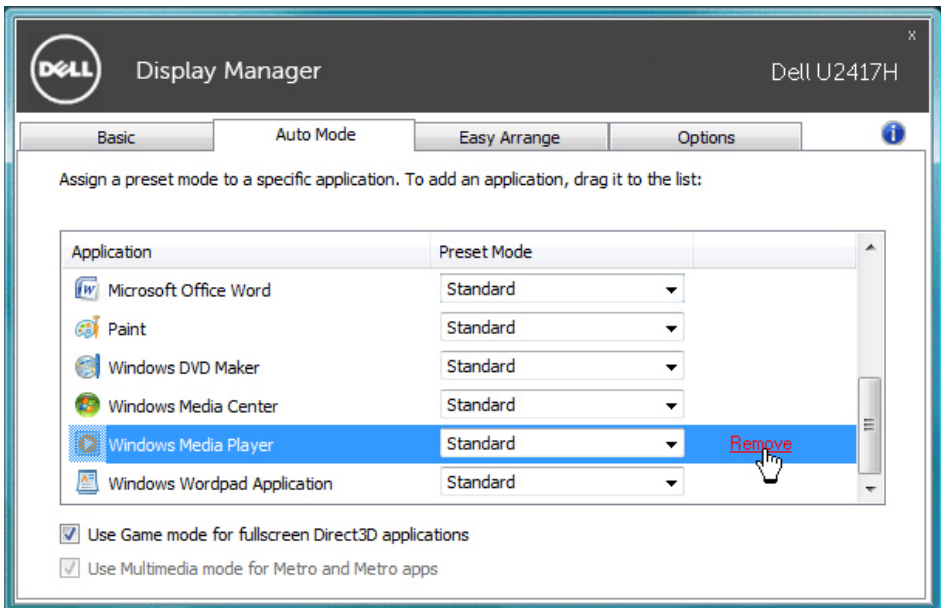 x
DELL Display Manager Dell U2417H
Basic Auto Mode Easy Arrange Options
Assign a preset mode to a specific application. To add an application, drag it to the list:
Application Preset Mode
Microsoft Office Word Standard
Paint Standard
Windows DVD Maker Standard
Windows Media Center Standard
Windows Media Player Standard Remove
Windows Wordpad Application Standard
Use Game mode for fullscreen Direct3D applications
Use Multimedia mode for Metro and Metro apps